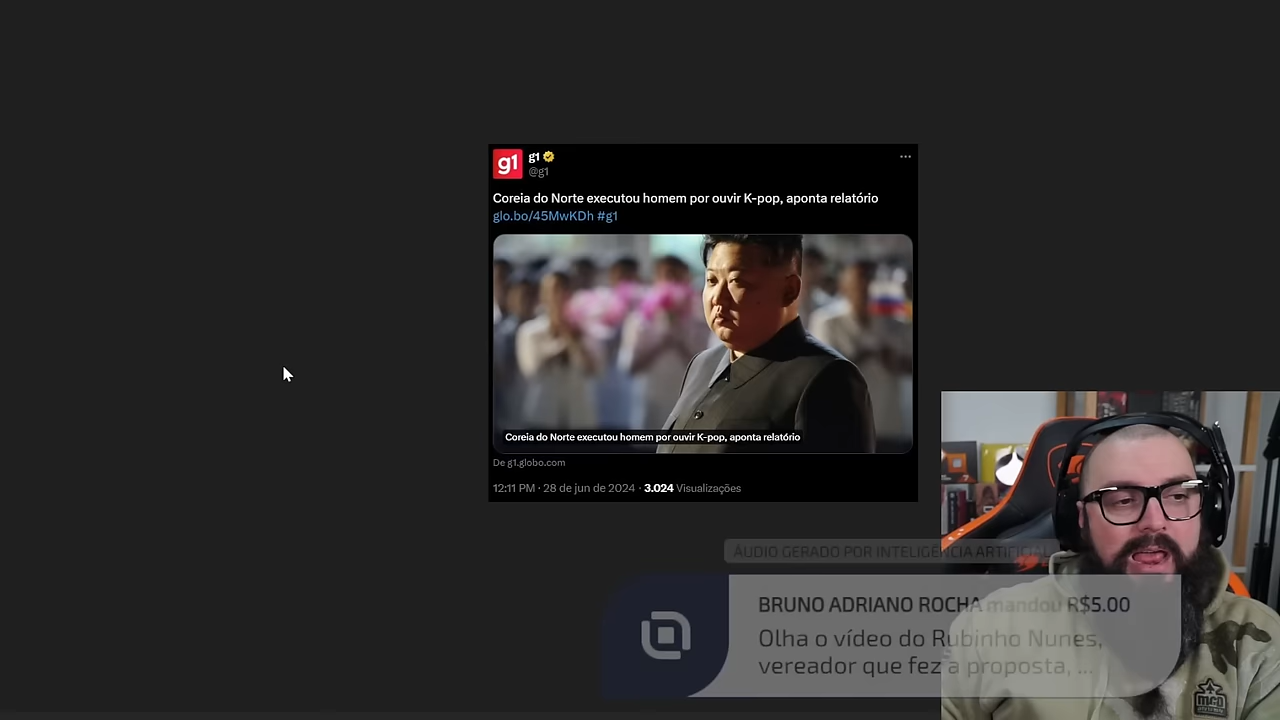 g1
g1
@g1
Coreia do Norte executou homem por ouvir K-pop, aponta relatório
glo.bo/45MwKDh #g1
Coreia do Norte executou homem por ouvir K-pop, aponta relatório
De g1.globo.com
12:11 PM · 28 de jun de 2024 · 3.024 Visualizações
ÁUDIO GERADO POR INTELIGÊNCIA ARTIFICIAL
BRUNO ADRIANO ROCHA mandou R$5.00
Olha o vídeo do Rubinho Nunes,
vereador que fez a proposta, ...